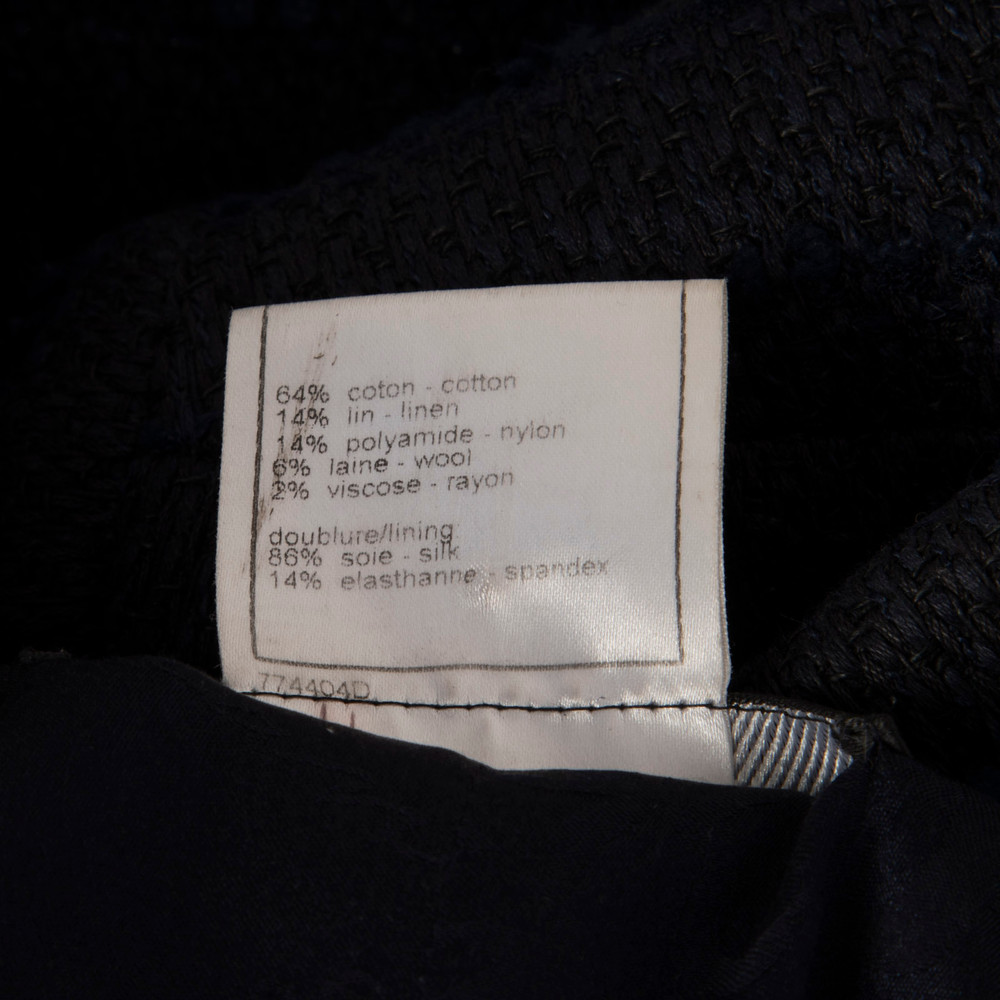 64% coton - cotton
14% lin - linen
14% polyamide - nylon
6% laine - wool
2% viscose - rayon
doublure/lining
86% soie - silk
14% elasthanne - spandex
774404D